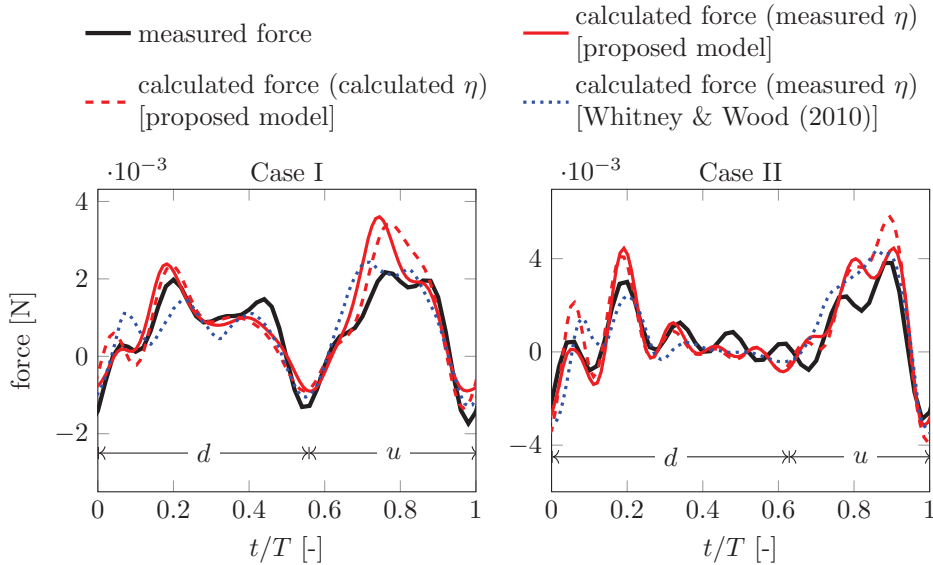 measured force
calculated force (calculated η)
[proposed model]
calculated force (measured η)
[proposed model]
calculated force (measured η)
[Whitney & Wood (2010)]
·10⁻³
Case I
4
2
0
−2
force [N]
d
u
0
0.2
0.4
0.6
0.8
1
t/T [-]
·10⁻³
Case II
4
0
−4
d
u
0
0.2
0.4
0.6
0.8
1
t/T [-]